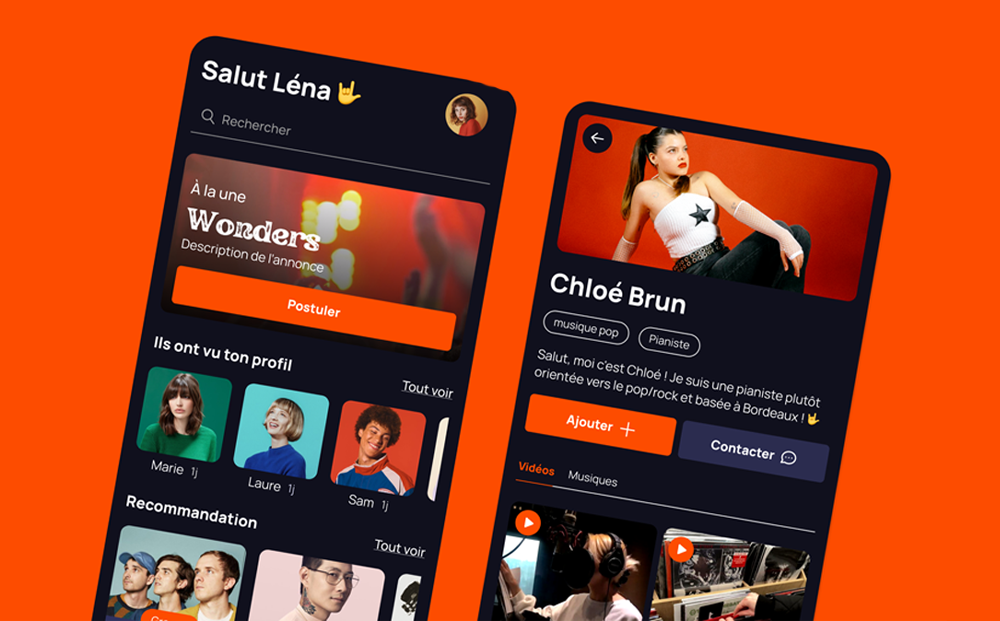 Salut Léna 🤟
Rechercher
À la une
Wonders
Description de l'annonce
Postuler
Ils ont vu ton profil
Tout voir
Marie 1j
Laure 1j
Sam 1j
Recommandation
Tout voir
Chloé Brun
musique pop
Pianiste
Salut, moi c'est Chloé ! Je suis une pianiste plutôt
orientée vers le pop/rock et basée à Bordeaux ! 🤟
Ajouter +
Contacter
Vidéos
Musiques